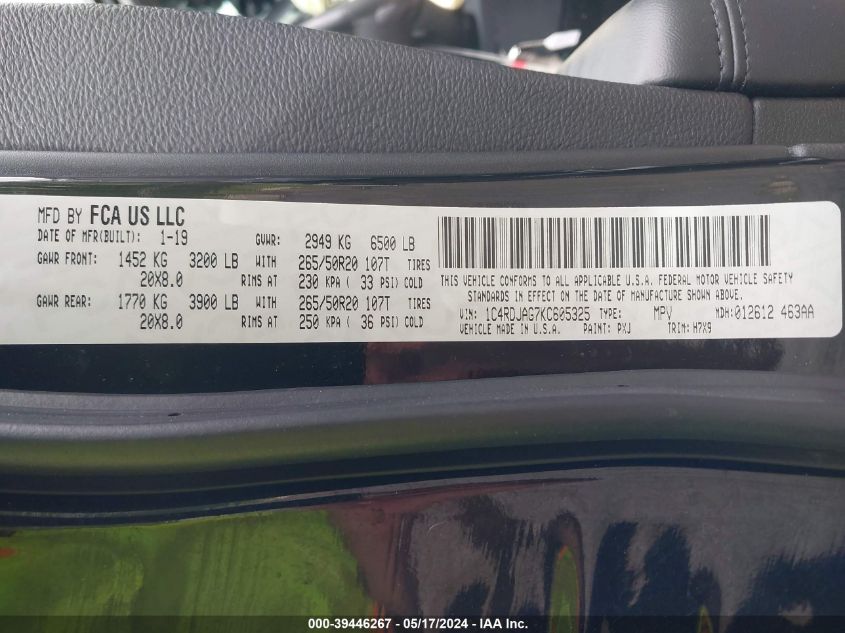 MFD BY FCA US LLC
DATE OF MFR(BUILT): 1-19 GVWR: 2949 KG 6500 LB
GAWR FRONT: 1452 KG 3200 LB WITH 265/50R20 107T TIRES
20X8.0 RIMS AT 230 KPA ( 33 PSI) COLD
GAWR REAR: 1770 KG 3900 LB WITH 265/50R20 107T TIRES
20X8.0 RIMS AT 250 KPA ( 36 PSI) COLD
THIS VEHICLE CONFORMS TO ALL APPLICABLE U.S.A. FEDERAL MOTOR VEHICLE SAFETY
STANDARDS IN EFFECT ON THE DATE OF MANUFACTURE SHOWN ABOVE.
VIN: 1C4RDJAG7KC605325 TYPE: MPV MDH:012612 463AA
VEHICLE MADE IN U.S.A. PAINT: PXJ TRIM: H7X9
000-39446267 - 05/17/2024 - IAA Inc.